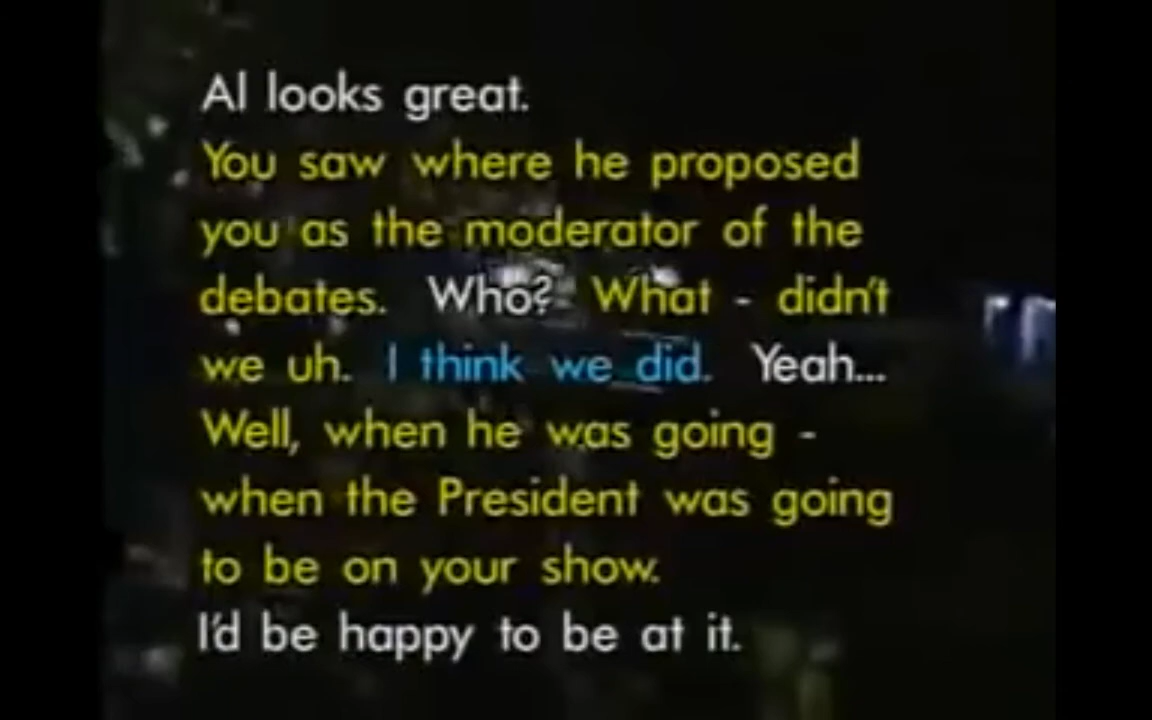 Al looks great.
You saw where he proposed
you as the moderator of the
debates. Who? What - didn't
we uh. I think we did. Yeah...
Well, when he was going -
when the President was going
to be on your show.
I'd be happy to be at it.